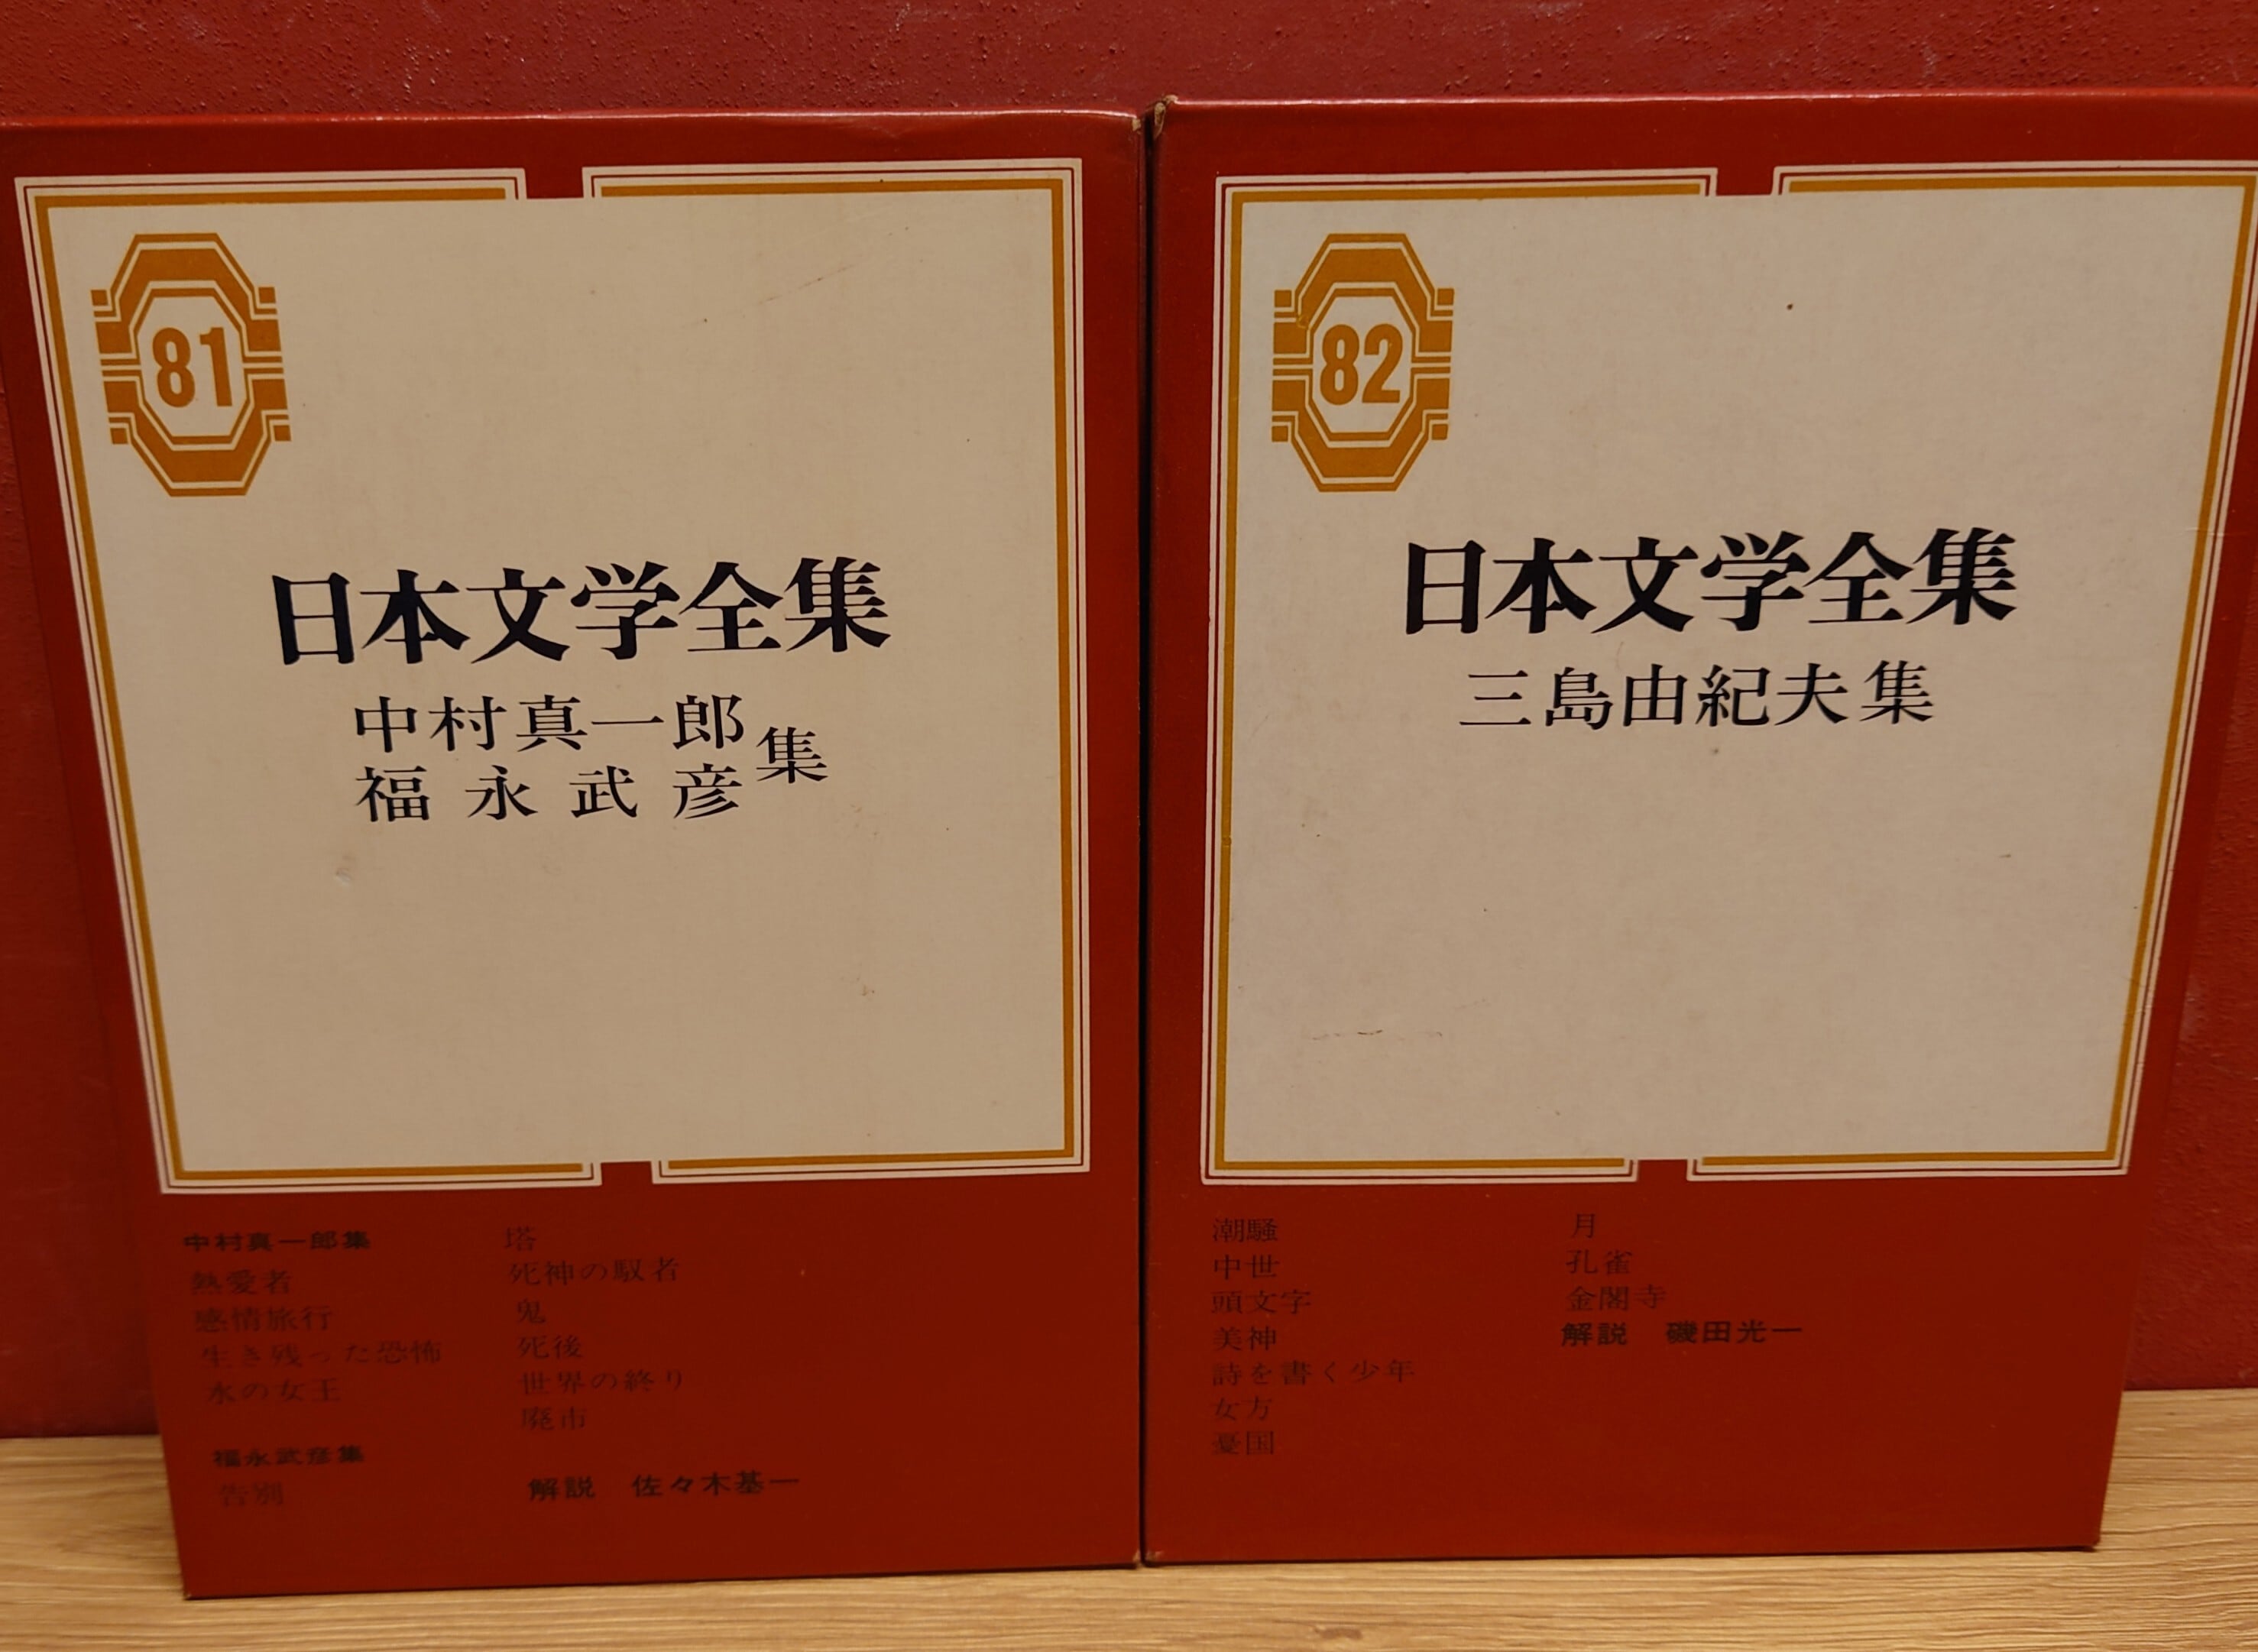 81
日本文学全集
中村真一郎
福永武彦
集
中村真一郎集
熱愛者
感情旅行
生き残った恐怖
氷の女王
福永武彦集
告別
塔
死神の馭者
鬼
死後
世界の終り
廃市
解説 佐々木基一
82
日本文学全集
三島由紀夫集
潮騒
中世
頭文字
美神
詩を書く少年
女方
憂国
月
孔雀
金閣寺
解説 磯田光一